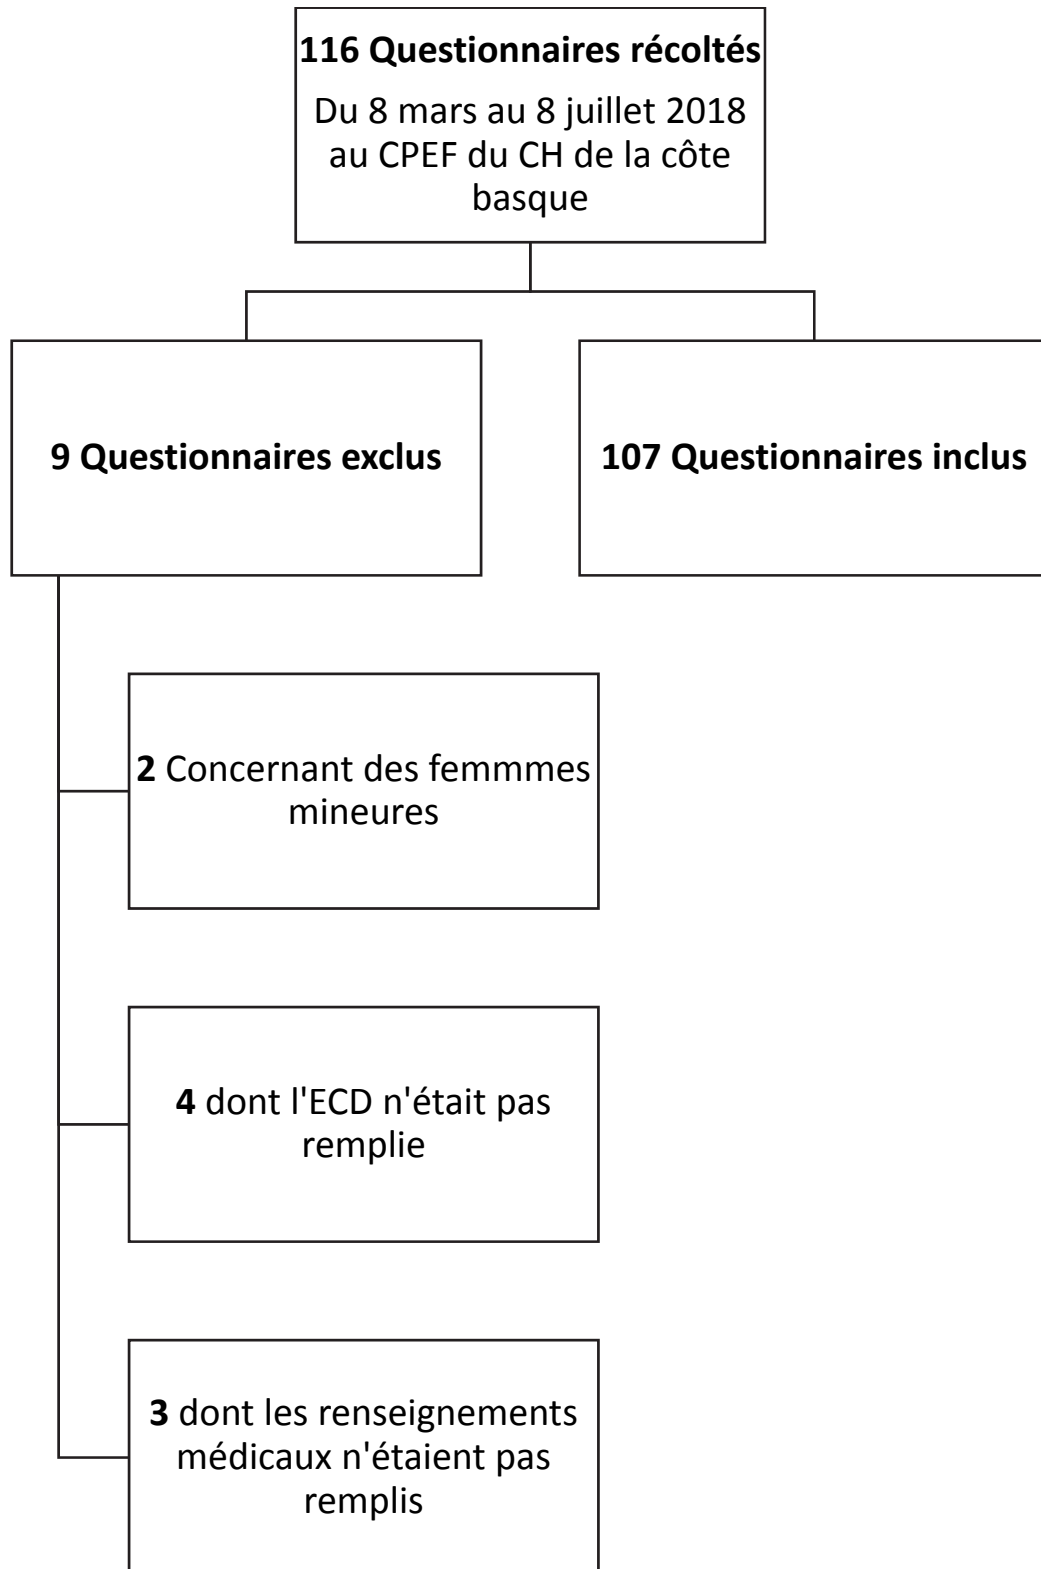 116 Questionnaires récoltés
Du 8 mars au 8 juillet 2018
au CPEF du CH de la côte
basque
9 Questionnaires exclus
107 Questionnaires inclus
2 Concernant des femmmes
mineures
4 dont l'ECD n'était pas
remplie
3 dont les renseignements
médicaux n'étaient pas
remplis